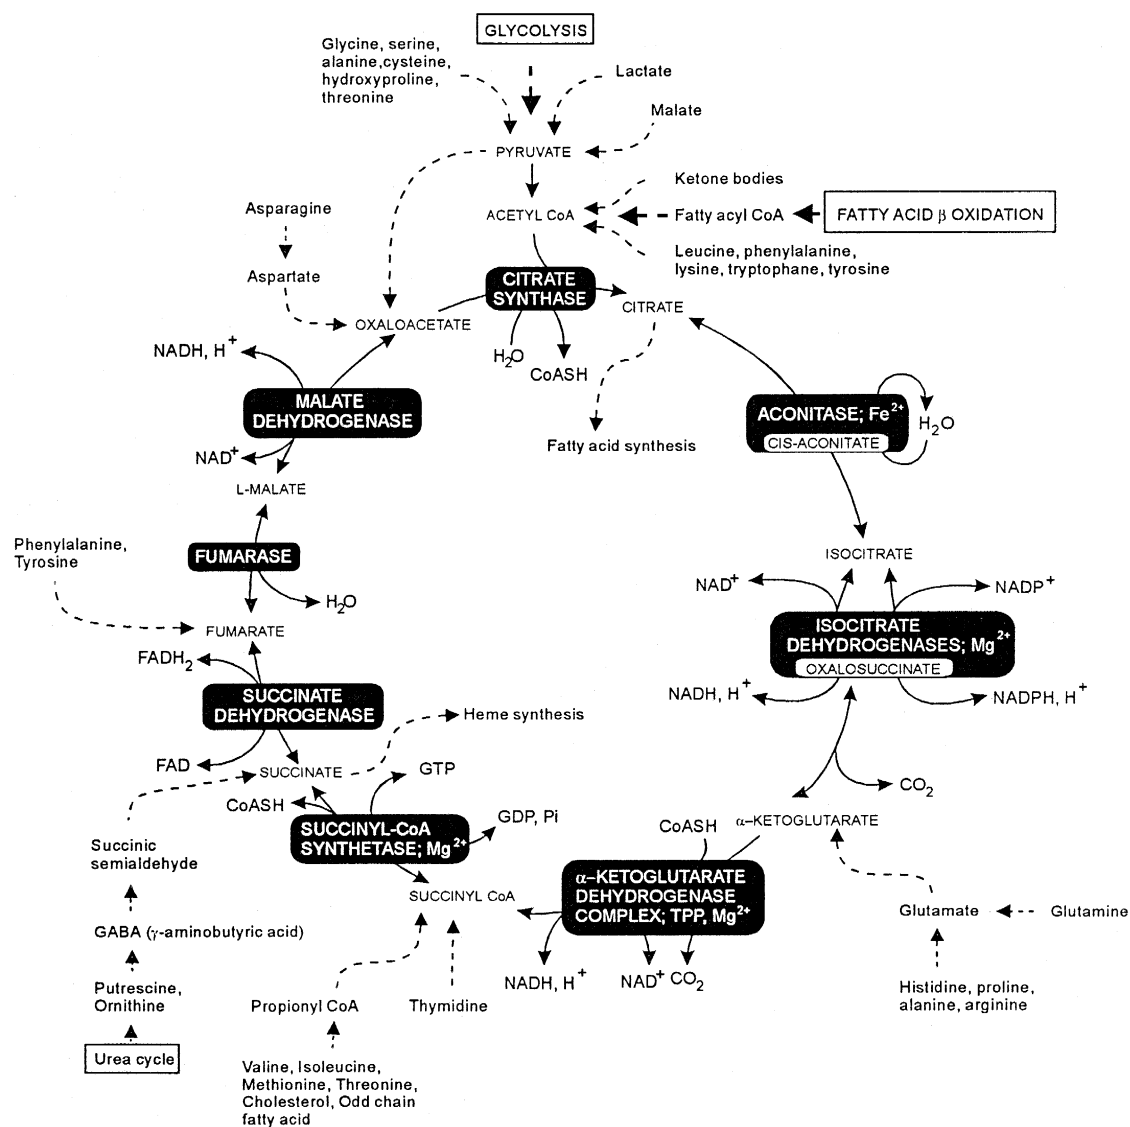 GLYCOLYSIS
Glycine, serine,
alanine,cysteine,
hydroxyproline,
threonine
Lactate
Malate
PYRUVATE
Ketone bodies
ACETYL CoA
Fatty acyl CoA
FATTY ACID β OXIDATION
Leucine, phenylalanine,
lysine, tryptophane, tyrosine
Asparagine
Aspartate
CITRATE
SYNTHASE
CITRATE
OXALOACETATE
H2O
CoASH
NADH, H+
MALATE
DEHYDROGENASE
Fatty acid synthesis
ACONITASE; Fe2+
CIS-ACONITATE
H2O
NAD+
L-MALATE
Phenylalanine,
Tyrosine
FUMARASE
H2O
ISOCITRATE
NAD+
NADP+
FUMARATE
ISOCITRATE
DEHYDROGENASES; Mg2+
OXALOSUCCINATE
FADH2
SUCCINATE
DEHYDROGENASE
NADH, H+
NADPH, H+
Heme synthesis
FAD
SUCCINATE
GTP
CO2
CoASH
GDP, Pi
SUCCINYL-CoA
SYNTHETASE; Mg2+
CoASH
α–KETOGLUTARATE
Succinic
semialdehyde
α–KETOGLUTARATE
DEHYDROGENASE
COMPLEX; TPP, Mg2+
SUCCINYL CoA
Glutamate
Glutamine
GABA (γ-aminobutyric acid)
NADH, H+
NAD+
CO2
Putrescine,
Ornithine
Propionyl CoA
Thymidine
Histidine, proline,
alanine, arginine
Urea cycle
Valine, Isoleucine,
Methionine, Threonine,
Cholesterol, Odd chain
fatty acid